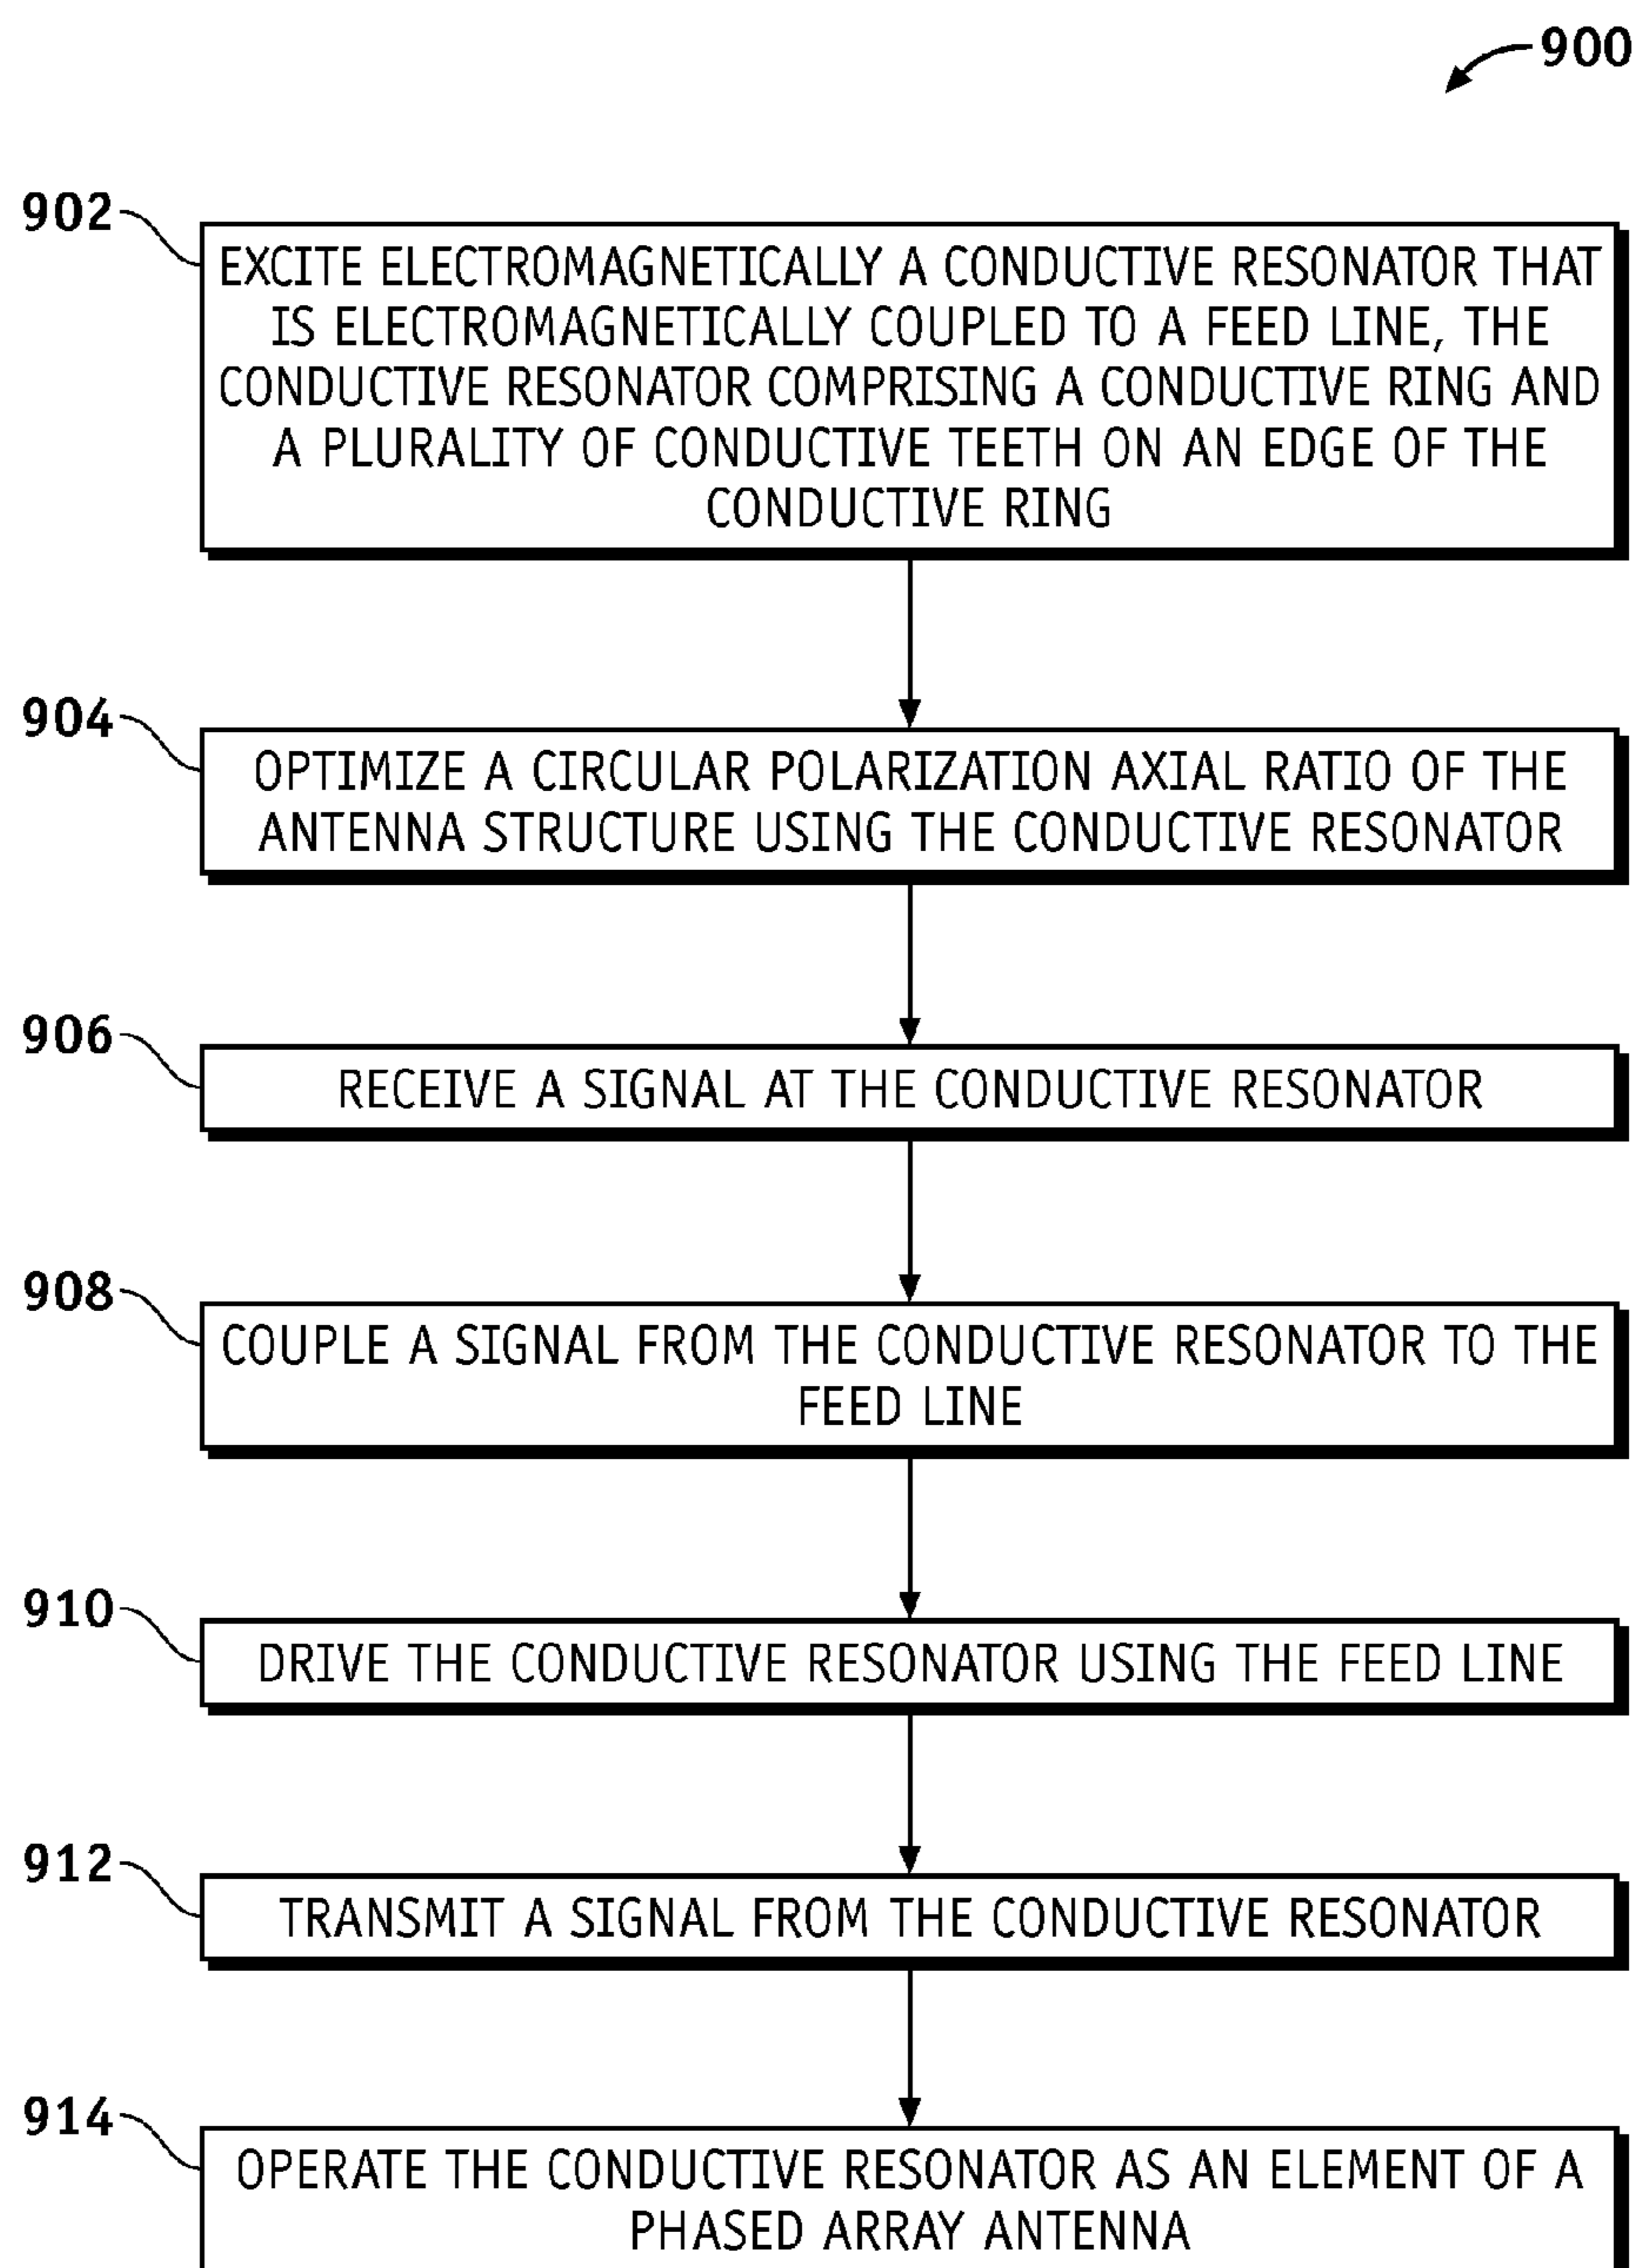 900
902
EXCITE ELECTROMAGNETICALLY A CONDUCTIVE RESONATOR THAT
IS ELECTROMAGNETICALLY COUPLED TO A FEED LINE, THE
CONDUCTIVE RESONATOR COMPRISING A CONDUCTIVE RING AND
A PLURALITY OF CONDUCTIVE TEETH ON AN EDGE OF THE
CONDUCTIVE RING
904
OPTIMIZE A CIRCULAR POLARIZATION AXIAL RATIO OF THE
ANTENNA STRUCTURE USING THE CONDUCTIVE RESONATOR
906
RECEIVE A SIGNAL AT THE CONDUCTIVE RESONATOR
908
COUPLE A SIGNAL FROM THE CONDUCTIVE RESONATOR TO THE
FEED LINE
910
DRIVE THE CONDUCTIVE RESONATOR USING THE FEED LINE
912
TRANSMIT A SIGNAL FROM THE CONDUCTIVE RESONATOR
914
OPERATE THE CONDUCTIVE RESONATOR AS AN ELEMENT OF A
PHASED ARRAY ANTENNA